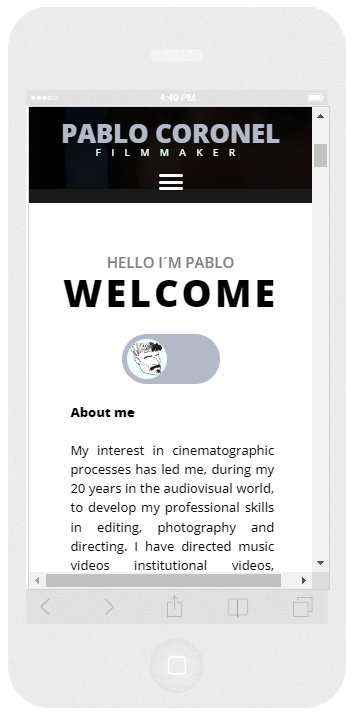 4:40 PM
PABLO CORONEL
FILMMAKER
HELLO I´M PABLO
WELCOME
About me
My interest in cinematographic
processes has led me, during my
20 years in the audiovisual world,
to develop my professional skills
in editing, photography and
directing. I have directed music
videos institutional videos,